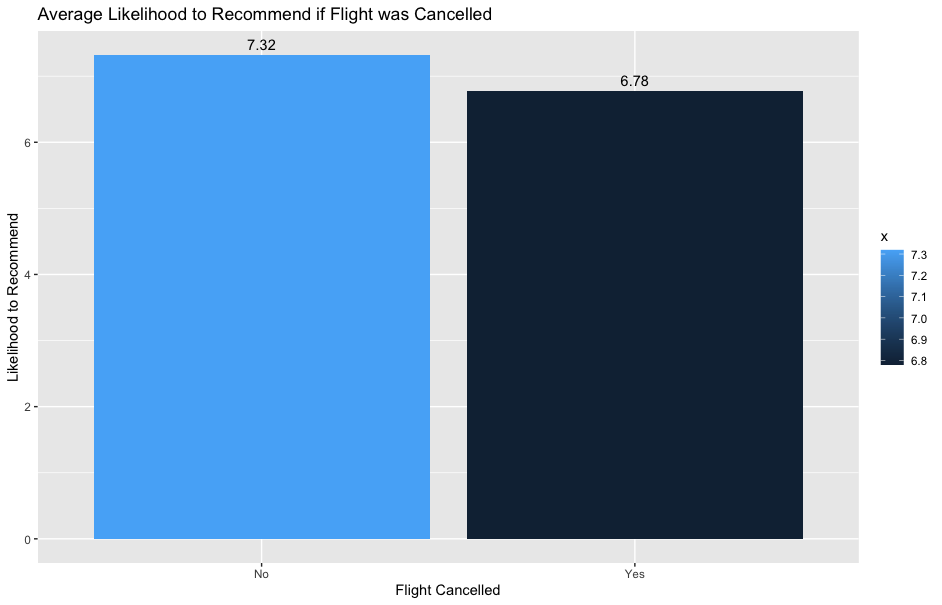 Average Likelihood to Recommend if Flight was Cancelled
7.32
6.78
6
4
2
0
Likelihood to Recommend
No
Yes
Flight Cancelled
x
7.3
7.2
7.1
7.0
6.9
6.8